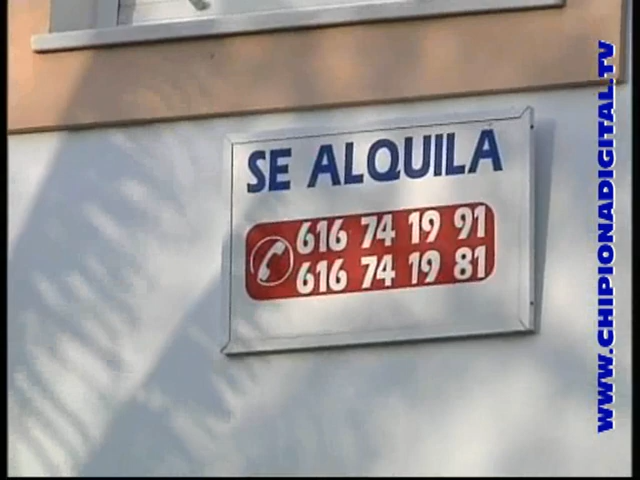 SE ALQUILA
616 74 19 91
616 74 19 81
WWW.CHIPIONADIGITAL.TV